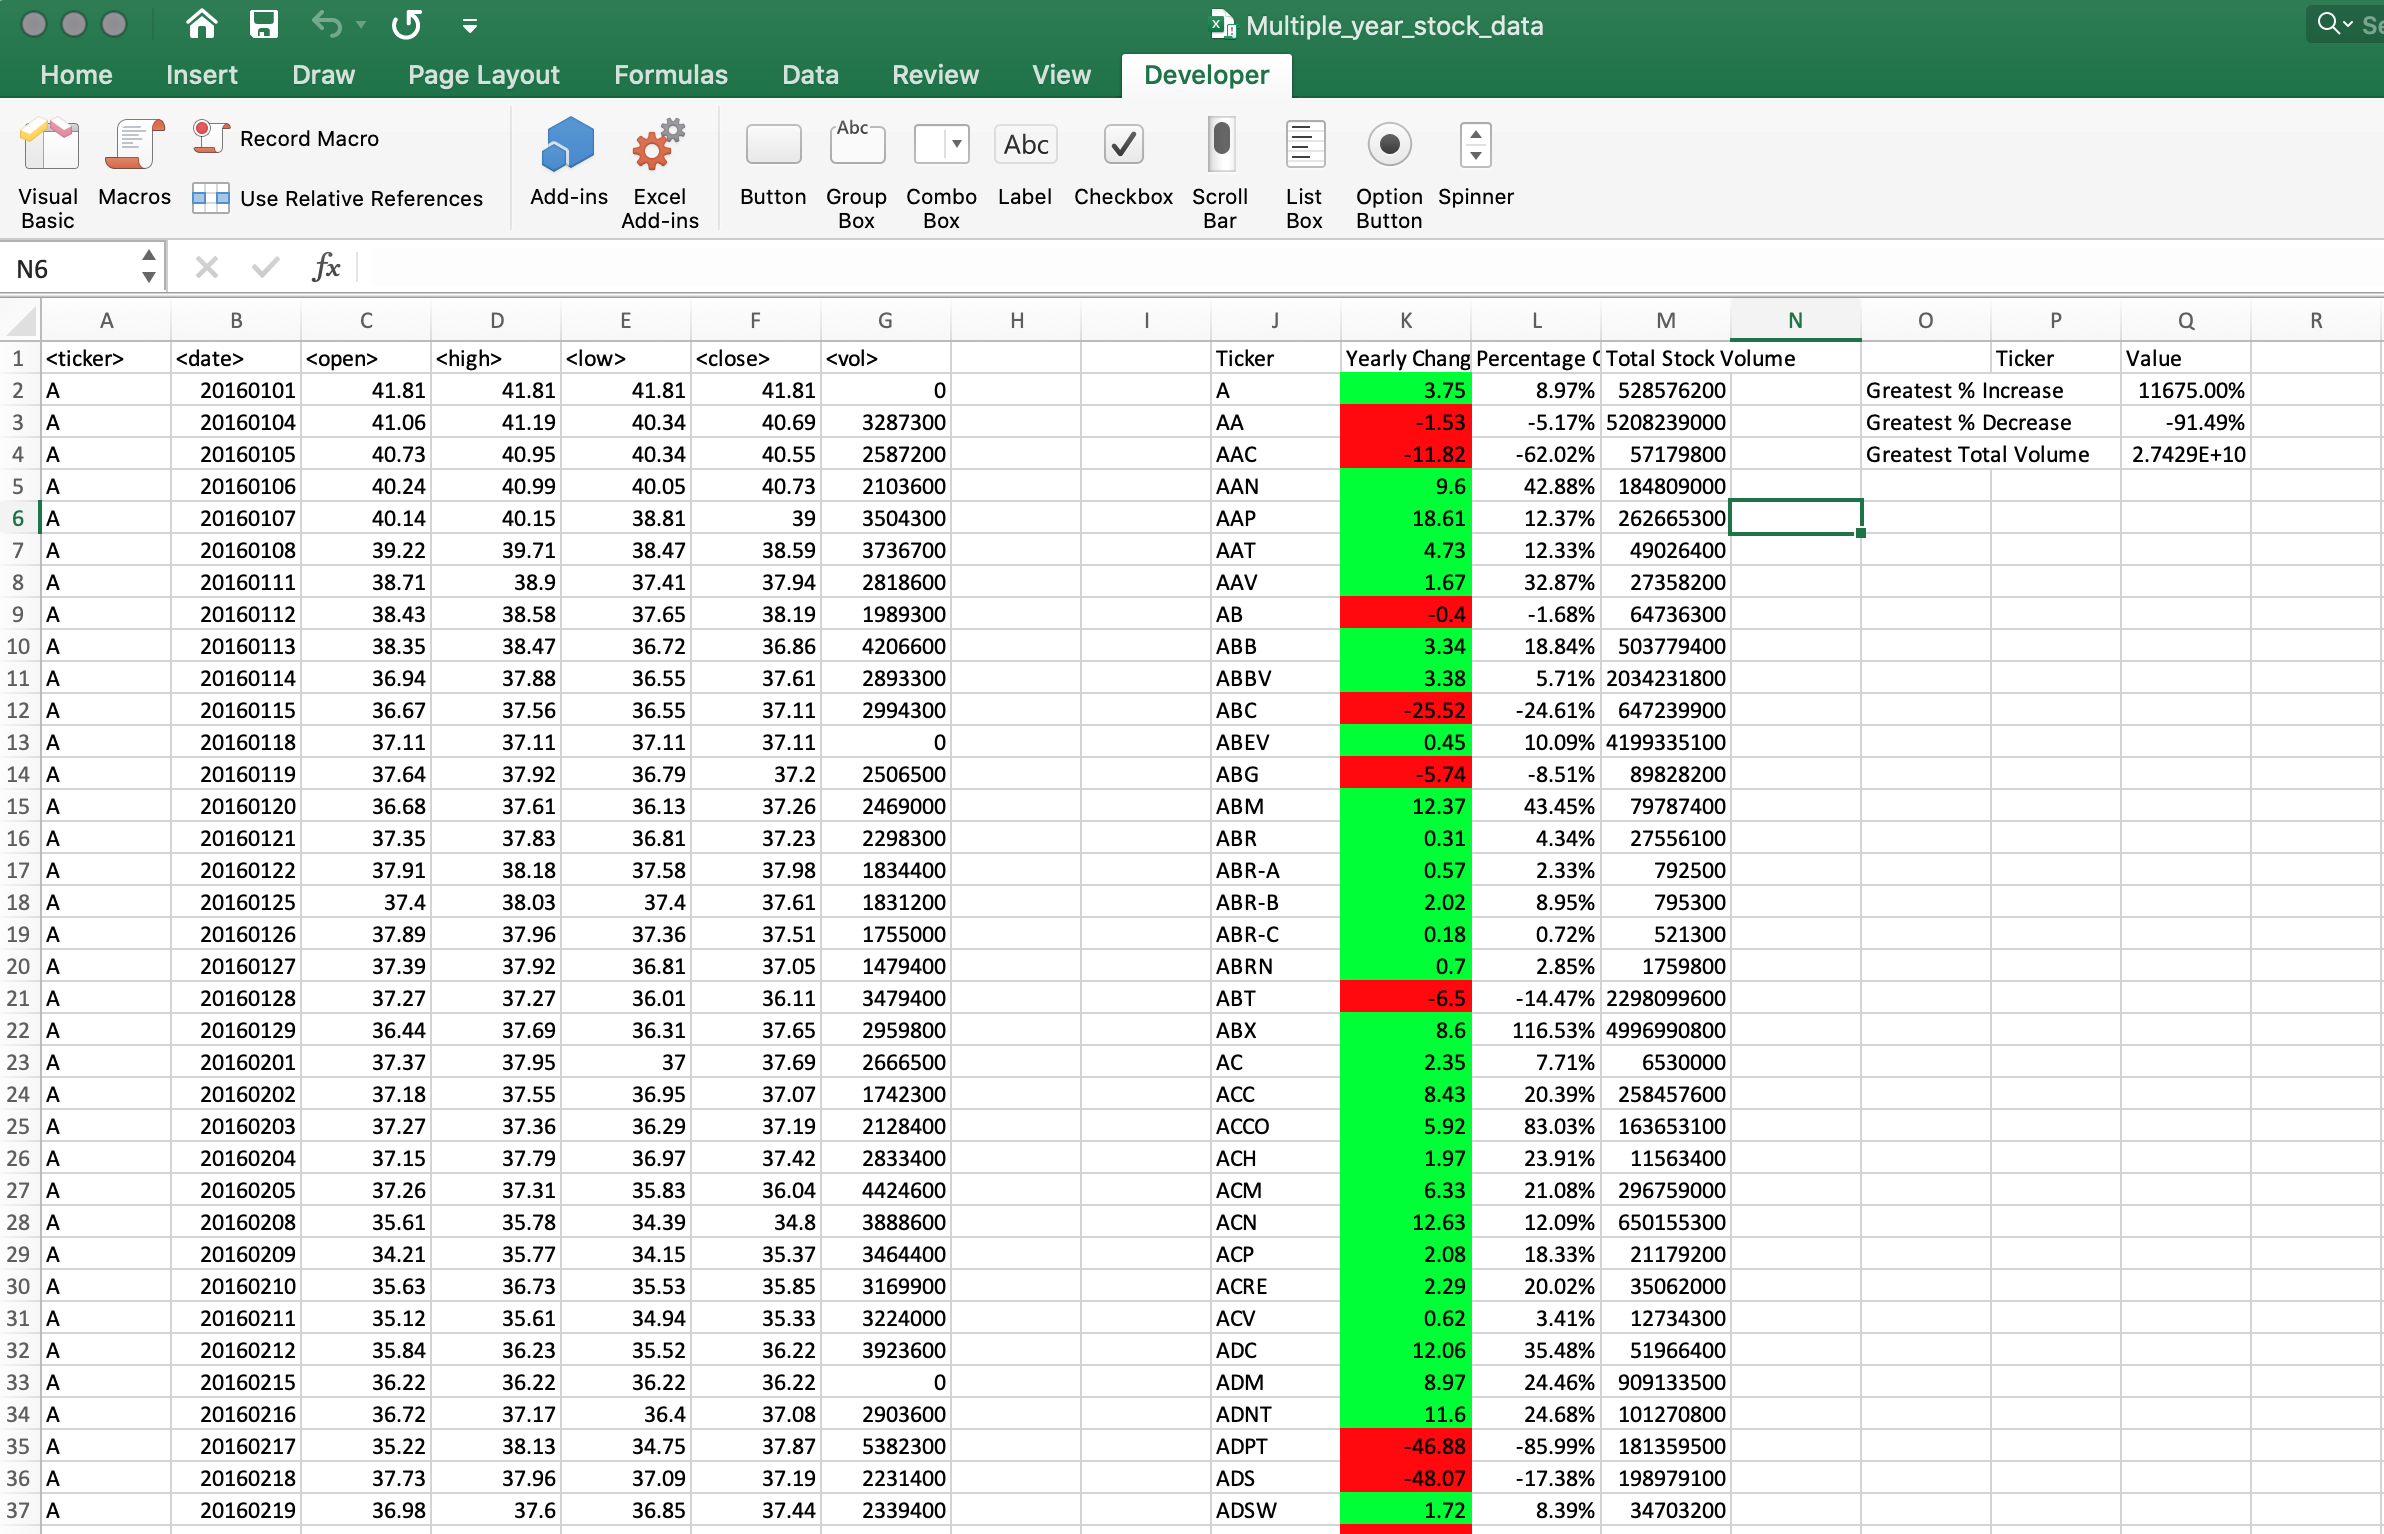 Multiple_year_stock_data
Se
Home Insert Draw Page Layout Formulas Data Review View Developer
Visual Basic Macros Record Macro Use Relative References Add-ins Excel Add-ins Button Group Box Combo Box Label Checkbox Scroll Bar List Box Option Button Spinner
Abc Abc
N6 fx
A B C D E F G H I J K L M N O P Q R
1 <ticker> <date> <open> <high> <low> <close> <vol> Ticker Yearly Chang Percentage C Total Stock Volume Ticker Value
2 A 20160101 41.81 41.81 41.81 41.81 0 A 3.75 8.97% 528576200 Greatest % Increase 11675.00%
3 A 20160104 41.06 41.19 40.34 40.69 3287300 AA -1.53 -5.17% 5208239000 Greatest % Decrease -91.49%
4 A 20160105 40.73 40.95 40.34 40.55 2587200 AAC -11.82 -62.02% 57179800 Greatest Total Volume 2.7429E+10
5 A 20160106 40.24 40.99 40.05 40.73 2103600 AAN 9.6 42.88% 184809000
6 A 20160107 40.14 40.15 38.81 39 3504300 AAP 18.61 12.37% 262665300
7 A 20160108 39.22 39.71 38.47 38.59 3736700 AAT 4.73 12.33% 49026400
8 A 20160111 38.71 38.9 37.41 37.94 2818600 AAV 1.67 32.87% 27358200
9 A 20160112 38.43 38.58 37.65 38.19 1989300 AB -0.4 -1.68% 64736300
10 A 20160113 38.35 38.47 36.72 36.86 4206600 ABB 3.34 18.84% 503779400
11 A 20160114 36.94 37.88 36.55 37.61 2893300 ABBV 3.38 5.71% 2034231800
12 A 20160115 36.67 37.56 36.55 37.11 2994300 ABC -25.52 -24.61% 647239900
13 A 20160118 37.11 37.11 37.11 37.11 0 ABEV 0.45 10.09% 4199335100
14 A 20160119 37.64 37.92 36.79 37.2 2506500 ABG -5.74 -8.51% 89828200
15 A 20160120 36.68 37.61 36.13 37.26 2469000 ABM 12.37 43.45% 79787400
16 A 20160121 37.35 37.83 36.81 37.23 2298300 ABR 0.31 4.34% 27556100
17 A 20160122 37.91 38.18 37.58 37.98 1834400 ABR-A 0.57 2.33% 792500
18 A 20160125 37.4 38.03 37.4 37.61 1831200 ABR-B 2.02 8.95% 795300
19 A 20160126 37.89 37.96 37.36 37.51 1755000 ABR-C 0.18 0.72% 521300
20 A 20160127 37.39 37.92 36.81 37.05 1479400 ABRN 0.7 2.85% 1759800
21 A 20160128 37.27 37.27 36.01 36.11 3479400 ABT -6.5 -14.47% 2298099600
22 A 20160129 36.44 37.69 36.31 37.65 2959800 ABX 8.6 116.53% 4996990800
23 A 20160201 37.37 37.95 37 37.69 2666500 AC 2.35 7.71% 6530000
24 A 20160202 37.18 37.55 36.95 37.07 1742300 ACC 8.43 20.39% 258457600
25 A 20160203 37.27 37.36 36.29 37.19 2128400 ACCO 5.92 83.03% 163653100
26 A 20160204 37.15 37.79 36.97 37.42 2833400 ACH 1.97 23.91% 11563400
27 A 20160205 37.26 37.31 35.83 36.04 4424600 ACM 6.33 21.08% 296759000
28 A 20160208 35.61 35.78 34.39 34.8 3888600 ACN 12.63 12.09% 650155300
29 A 20160209 34.21 35.77 34.15 35.37 3464400 ACP 2.08 18.33% 21179200
30 A 20160210 35.63 36.73 35.53 35.85 3169900 ACRE 2.29 20.02% 35062000
31 A 20160211 35.12 35.61 34.94 35.33 3224000 ACV 0.62 3.41% 12734300
32 A 20160212 35.84 36.23 35.52 36.22 3923600 ADC 12.06 35.48% 51966400
33 A 20160215 36.22 36.22 36.22 36.22 0 ADM 8.97 24.46% 909133500
34 A 20160216 36.72 37.17 36.4 37.08 2903600 ADNT 11.6 24.68% 101270800
35 A 20160217 35.22 38.13 34.75 37.87 5382300 ADPT -46.88 -85.99% 181359500
36 A 20160218 37.73 37.96 37.09 37.19 2231400 ADS -48.07 -17.38% 198979100
37 A 20160219 36.98 37.6 36.85 37.44 2339400 ADSW 1.72 8.39% 34703200